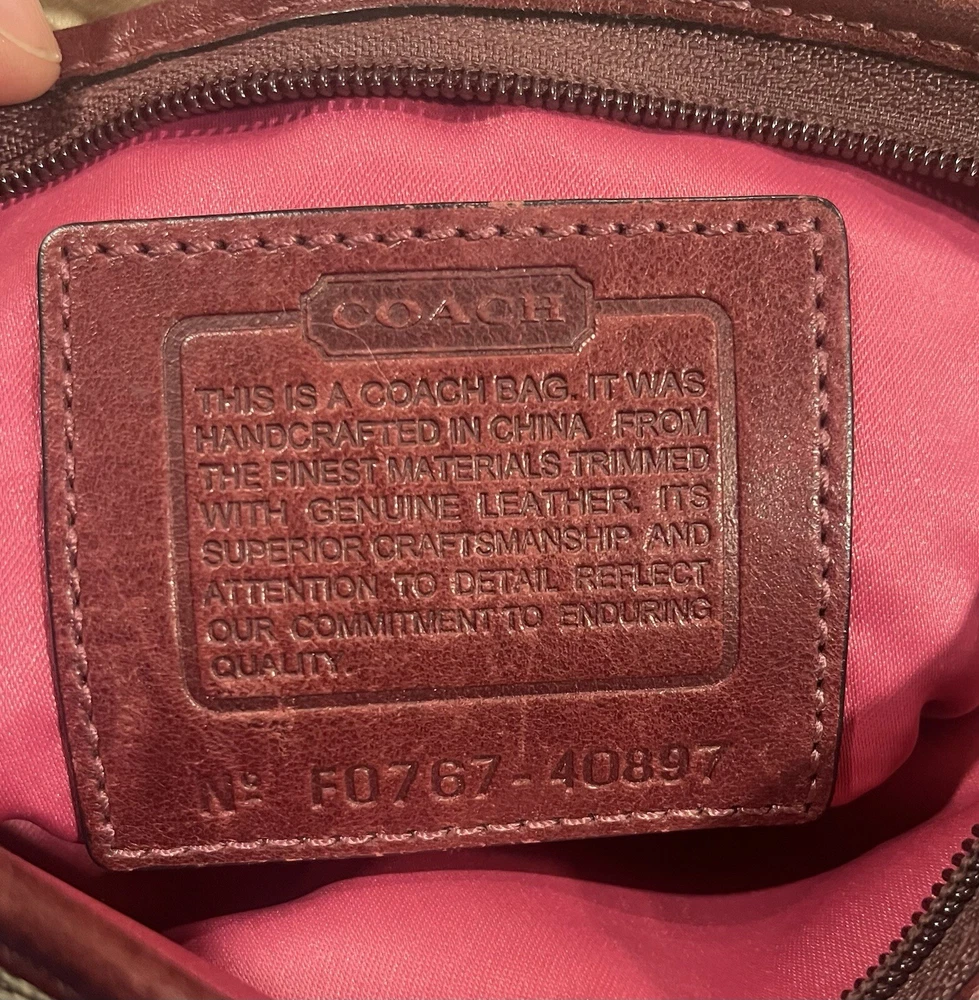 COACH
THIS IS A COACH BAG. IT WAS
HANDCRAFTED IN CHINA FROM
THE FINEST MATERIALS TRIMMED
WITH GENUINE LEATHER. ITS
SUPERIOR CRAFTSMANSHIP AND
ATTENTION TO DETAIL REFLECT
OUR COMMITMENT TO ENDURING
QUALITY.
Nº F0767-40897